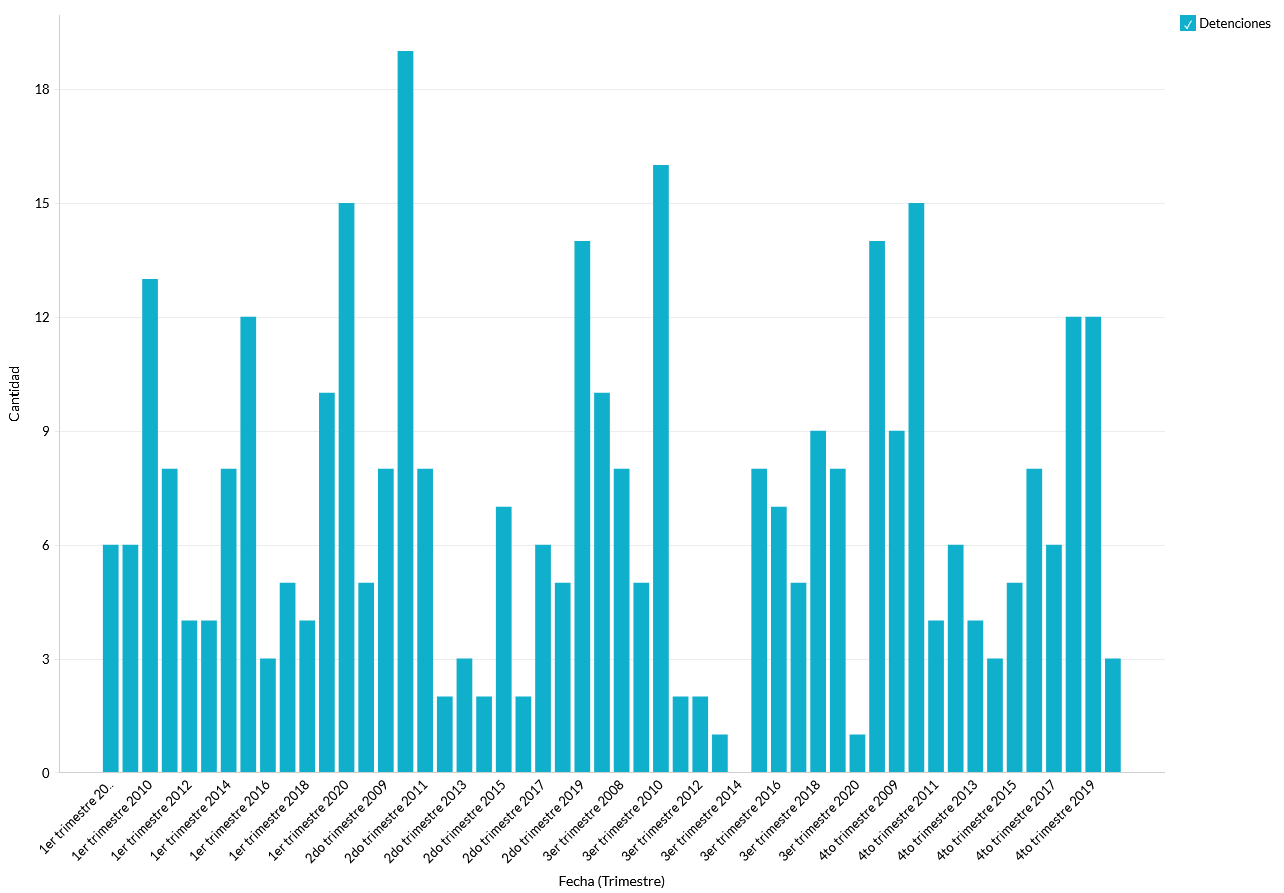 Detenciones
Cantidad
18
15
12
9
6
3
0
1er trimestre 20..
1er trimestre 2010
1er trimestre 2012
1er trimestre 2014
1er trimestre 2016
1er trimestre 2018
1er trimestre 2020
2do trimestre 2009
2do trimestre 2011
2do trimestre 2013
2do trimestre 2015
2do trimestre 2017
2do trimestre 2019
3er trimestre 2008
3er trimestre 2010
3er trimestre 2012
3er trimestre 2014
3er trimestre 2016
3er trimestre 2018
3er trimestre 2020
4to trimestre 2009
4to trimestre 2011
4to trimestre 2013
4to trimestre 2015
4to trimestre 2017
4to trimestre 2019
Fecha (Trimestre)